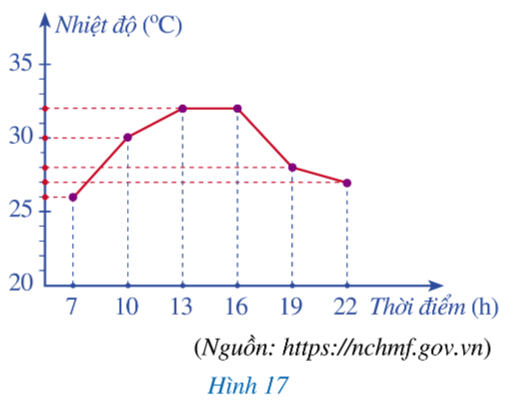 Nhiệt độ (ºC)
35
30
25
20
7 10 13 16 19 22 Thời điểm (h)
(Nguồn: https://nchmf.gov.vn)
Hình 17